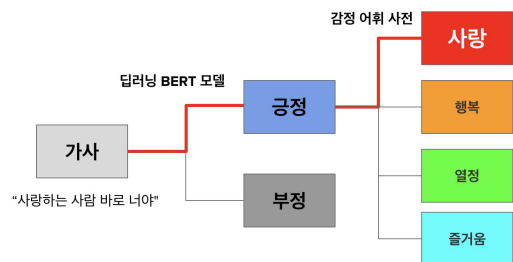 감정 어휘 사전
사랑
딥러닝 BERT 모델
긍정
행복
가사
"사랑하는 사람 바로 너야"
부정
열정
즐거움